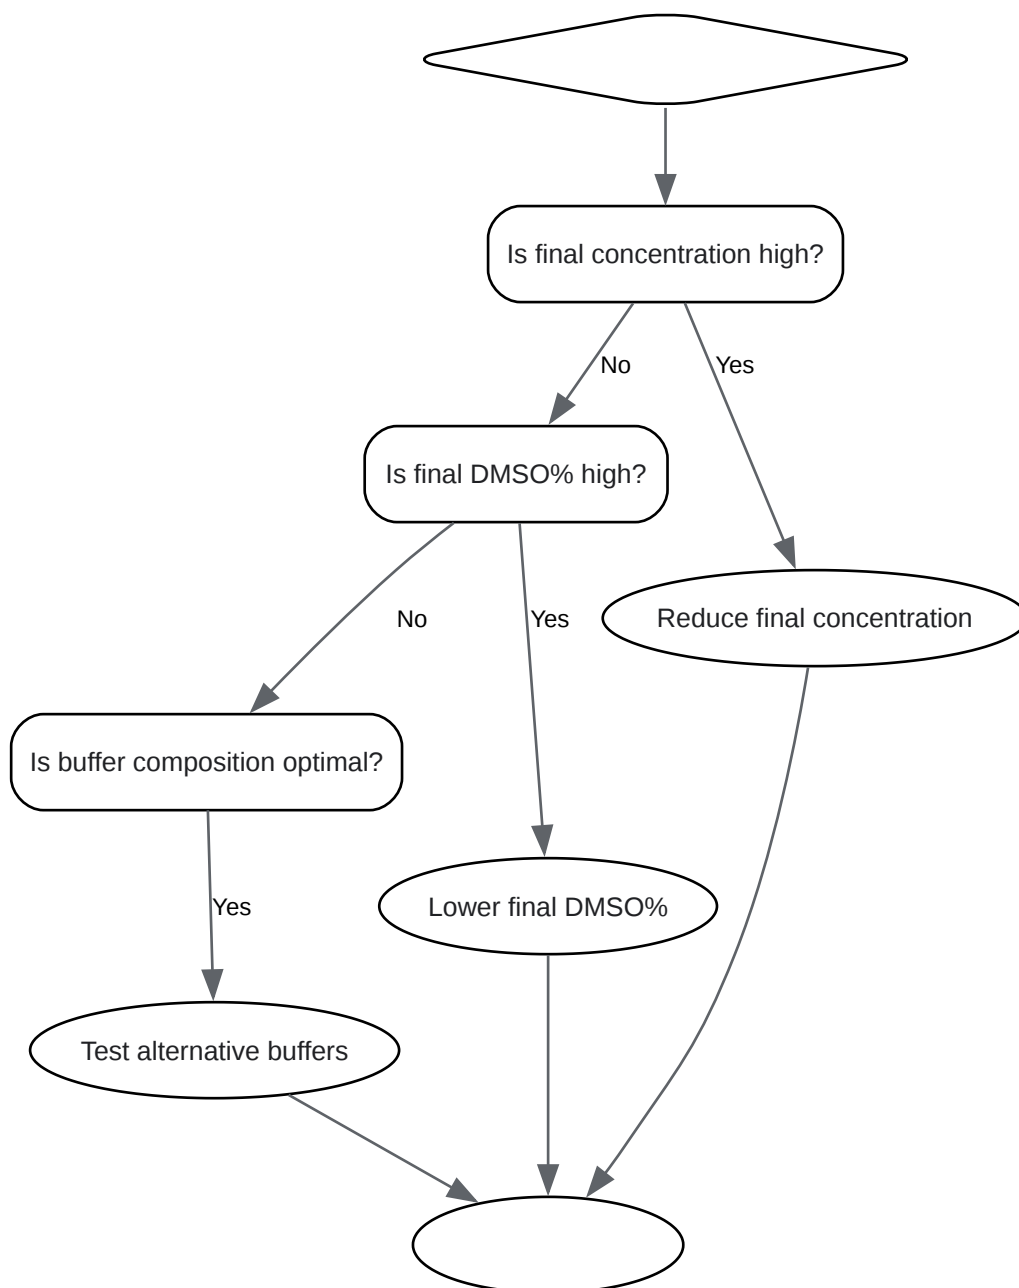 Is final concentration high?
No
Yes
Is final DMSO% high?
No
Yes
Reduce final concentration
Is buffer composition optimal?
Yes
Lower final DMSO%
Test alternative buffers